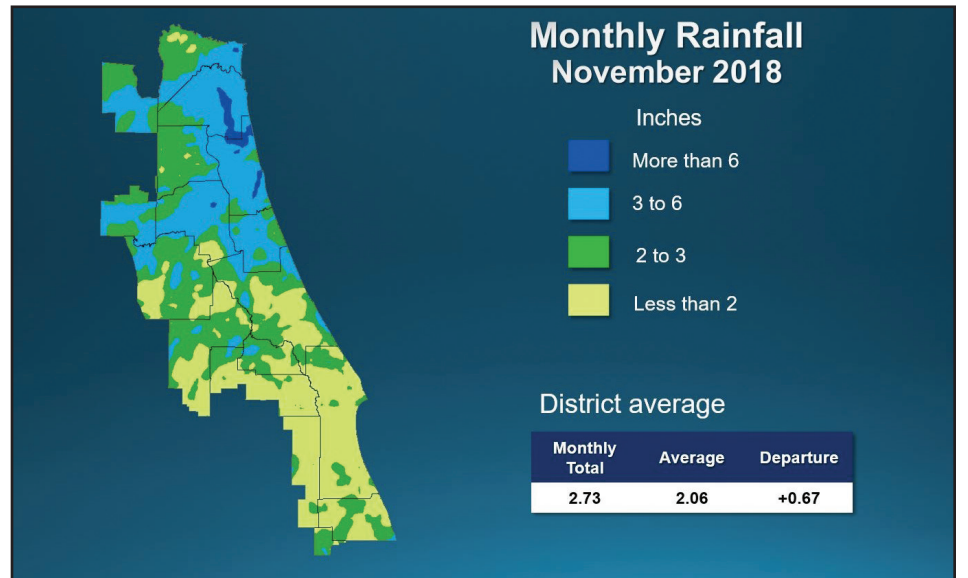 Monthly Rainfall
November 2018
Inches
More than 6
3 to 6
2 to 3
Less than 2
District average
Monthly Total Average Departure
2.73 2.06 +0.67